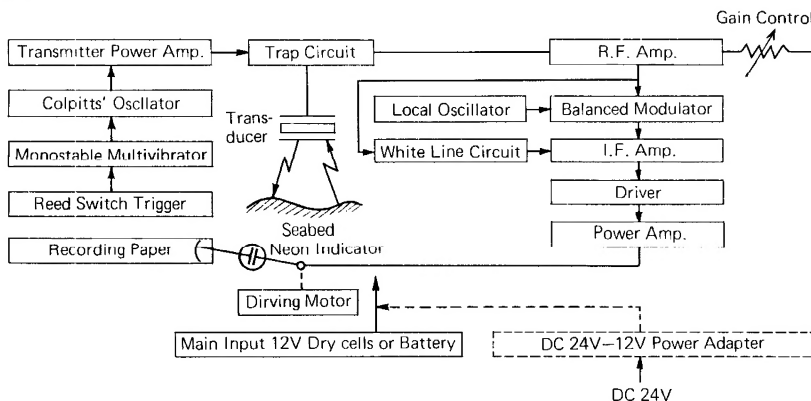 Gain Control
Transmitter Power Amp.
Trap Circuit
R.F. Amp.
Colpitts' Oscllator
Trans-
ducer
Local Oscillator
Balanced Modulator
Monostable Multivibrator
White Line Circuit
I.F. Amp.
Reed Switch Trigger
Driver
Seabed
Power Amp.
Recording Paper
Neon Indicator
Dirving Motor
Main Input 12V Dry cells or Battery
DC 24V–12V Power Adapter
DC 24V